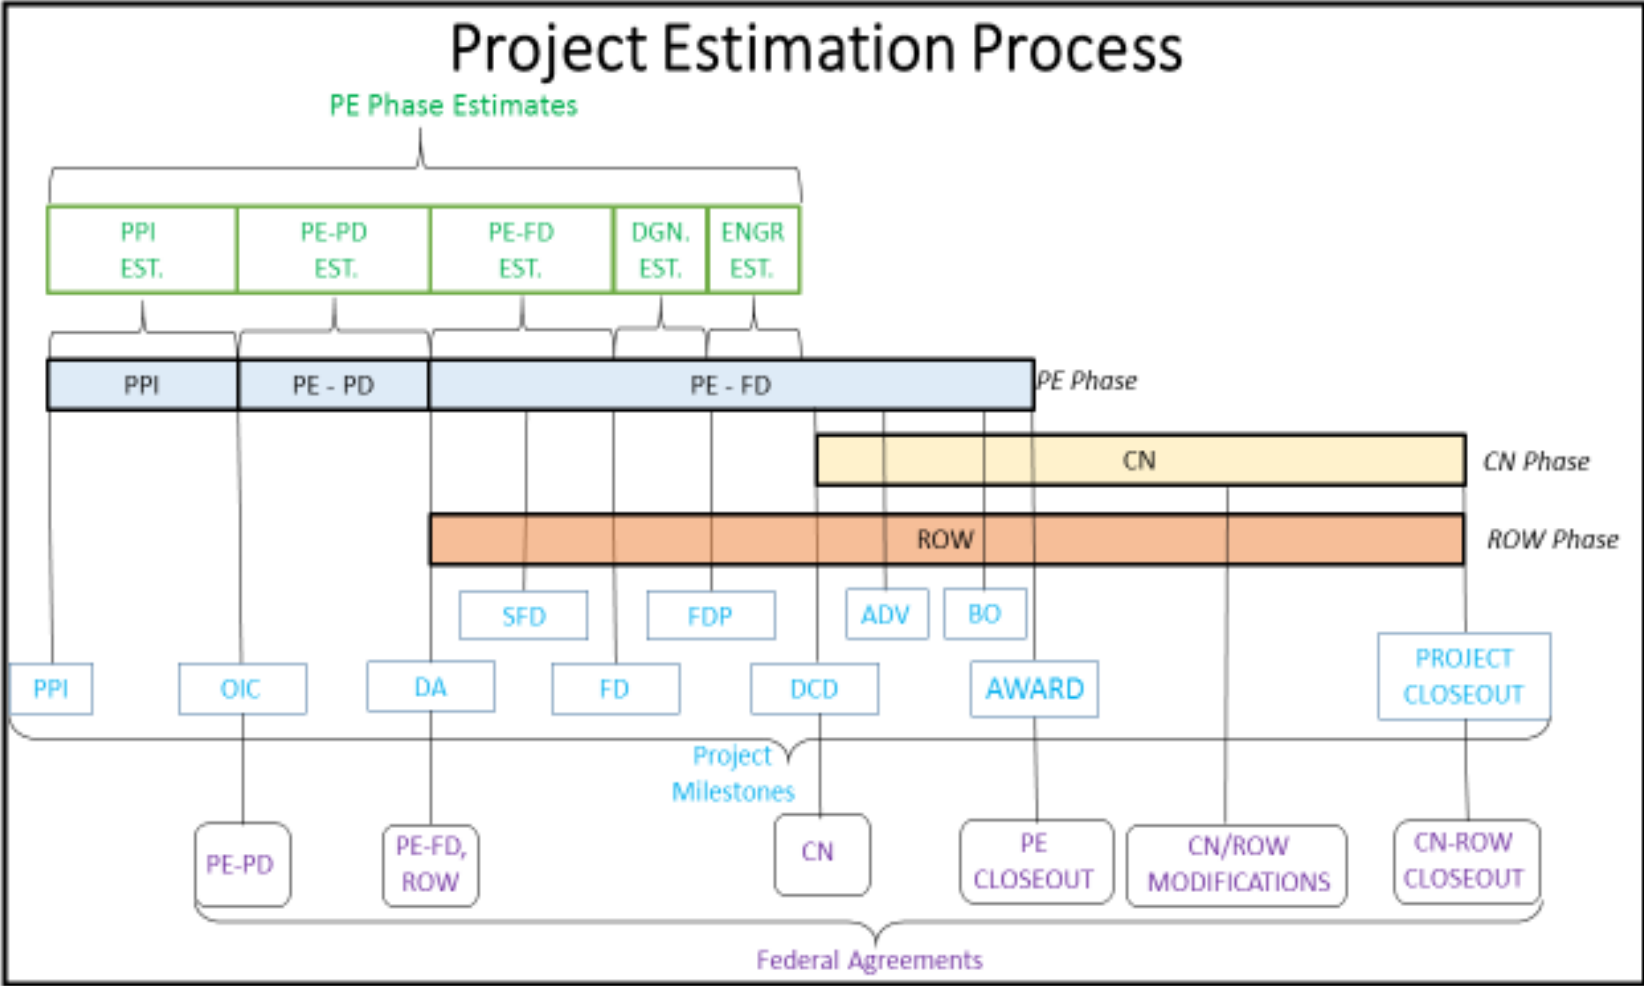 Project Estimation Process
PE Phase Estimates
PPI
EST.
PE-PD
EST.
PE-FD
EST.
DGN.
EST.
ENGR
EST.
PPI
PE - PD
PE - FD
PE Phase
CN
CN Phase
ROW
ROW Phase
SFD
FDP
ADV
BO
PPI
OIC
DA
FD
DCD
AWARD
PROJECT
CLOSEOUT
Project
Milestones
PE-PD
PE-FD,
ROW
CN
PE
CLOSEOUT
CN/ROW
MODIFICATIONS
CN-ROW
CLOSEOUT
Federal Agreements